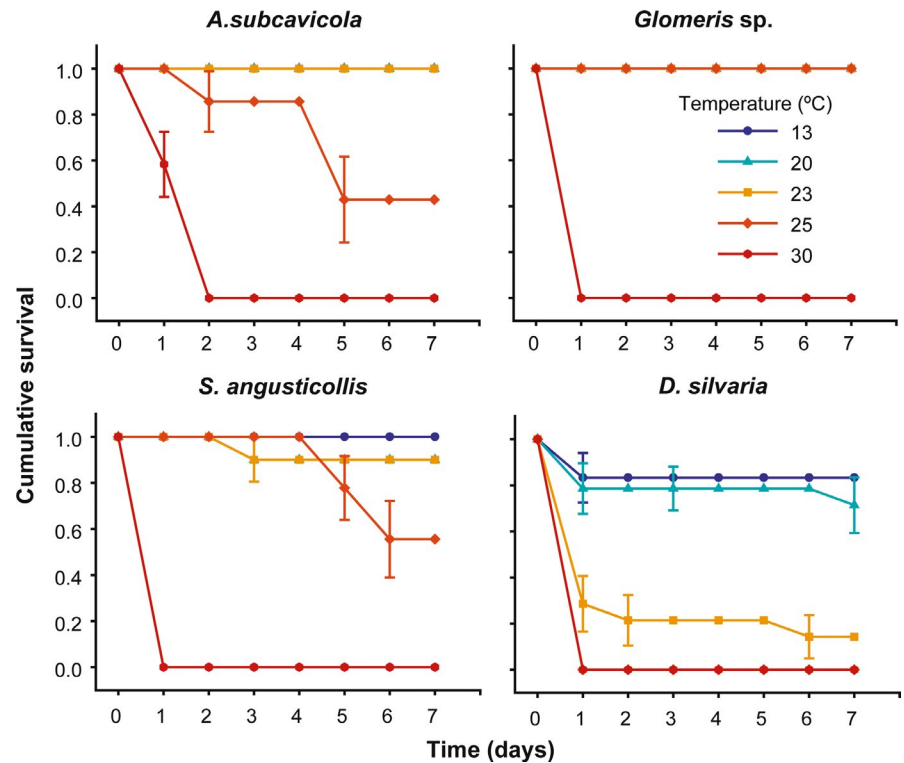 A.subcavicola
Glomeris sp.
Cumulative survival
1.0
0.8
0.6
0.4
0.2
0.0
0 1 2 3 4 5 6 7
Temperature (ºC)
13
20
23
25
30
0 1 2 3 4 5 6 7
S. angusticollis
D. silvaria
1.0
0.8
0.6
0.4
0.2
0.0
0 1 2 3 4 5 6 7
0 1 2 3 4 5 6 7
Time (days)